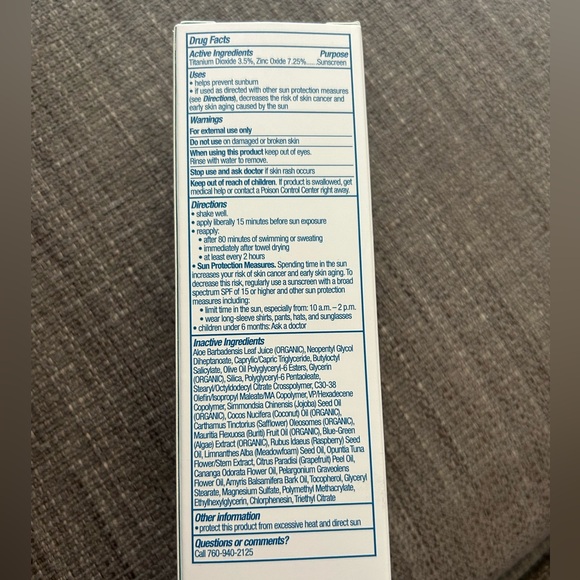 Drug Facts
Active Ingredients Purpose
Titanium Dioxide 3.5%, Zinc Oxide 7.25%.....Sunscreen
Uses
• helps prevent sunburn
• if used as directed with other sun protection measures
(see Directions), decreases the risk of skin cancer and
early skin aging caused by the sun
Warnings
For external use only
Do not use on damaged or broken skin
When using this product keep out of eyes.
Rinse with water to remove.
Stop use and ask doctor if skin rash occurs
Keep out of reach of children. If product is swallowed, get
medical help or contact a Poison Control Center right away.
Directions
• shake well.
• apply liberally 15 minutes before sun exposure
• reapply:
• after 80 minutes of swimming or sweating
• immediately after towel drying
• at least every 2 hours
• Sun Protection Measures. Spending time in the sun
increases your risk of skin cancer and early skin aging. To
decrease this risk, regularly use a sunscreen with a broad
spectrum SPF of 15 or higher and other sun protection
measures including:
• limit time in the sun, especially from: 10 a.m. – 2 p.m.
• wear long-sleeve shirts, pants, hats, and sunglasses
• children under 6 months: Ask a doctor
Inactive Ingredients
Aloe Barbadensis Leaf Juice (ORGANIC), Neopentyl Glycol
Diheptanoate, Caprylic/Capric Triglyceride, Butyloctyl
Salicylate, Olive Oil Polyglyceryl-6 Esters, Glycerin
(ORGANIC), Silica, Polyglyceryl-6 Pentaoleate,
Stearyl/Octyldodecyl Citrate Crosspolymer, C30-38
Olefin/Isopropyl Maleate/MA Copolymer, VP/Hexadecene
Copolymer, Simmondsia Chinensis (Jojoba) Seed Oil
(ORGANIC), Cocos Nucifera (Coconut) Oil (ORGANIC),
Carthamus Tinctorius (Safflower) Oleosomes (ORGANIC),
Mauritia Flexuosa (Buriti) Fruit Oil (ORGANIC), Blue-Green
(Algae) Extract (ORGANIC), Rubus Idaeus (Raspberry) Seed
Oil, Limnanthes Alba (Meadowfoam) Seed Oil, Opuntia Tuna
Flower/Stem Extract, Citrus Paradisi (Grapefruit) Peel Oil,
Cananga Odorata Flower Oil, Pelargonium Graveolens
Flower Oil, Amyris Balsamifera Bark Oil, Tocopherol, Glyceryl
Stearate, Magnesium Sulfate, Polymethyl Methacrylate,
Ethylhexylglycerin, Chlorphenesin, Triethyl Citrate
Other information
• protect this product from excessive heat and direct sun
Questions or comments?
Call 760-940-2125